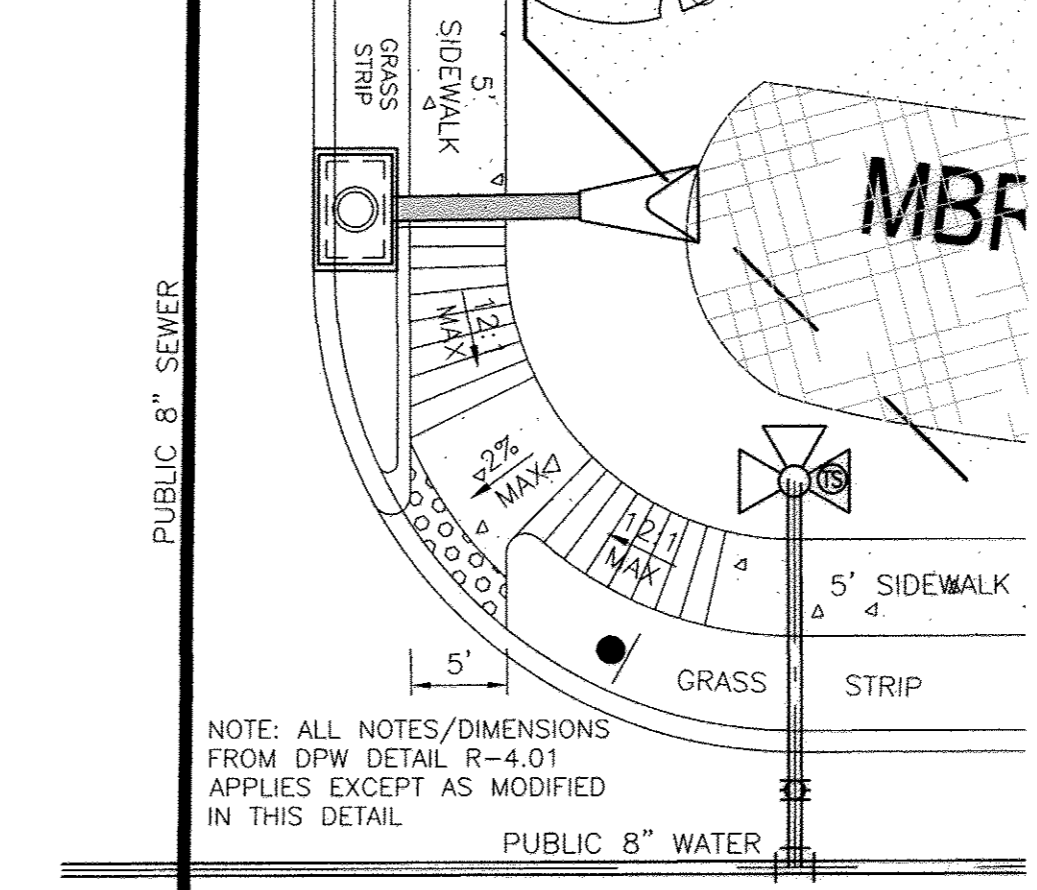 5'
SIDEWALK
GRASS
STRIP
MBR
PUBLIC 8" SEWER
12:1
MAX
2%
MAX
12:1
MAX
TS
5' SIDEWALK
5'
GRASS STRIP
NOTE: ALL NOTES/DIMENSIONS
FROM DPW DETAIL R-4.01
APPLIES EXCEPT AS MODIFIED
IN THIS DETAIL
PUBLIC 8" WATER